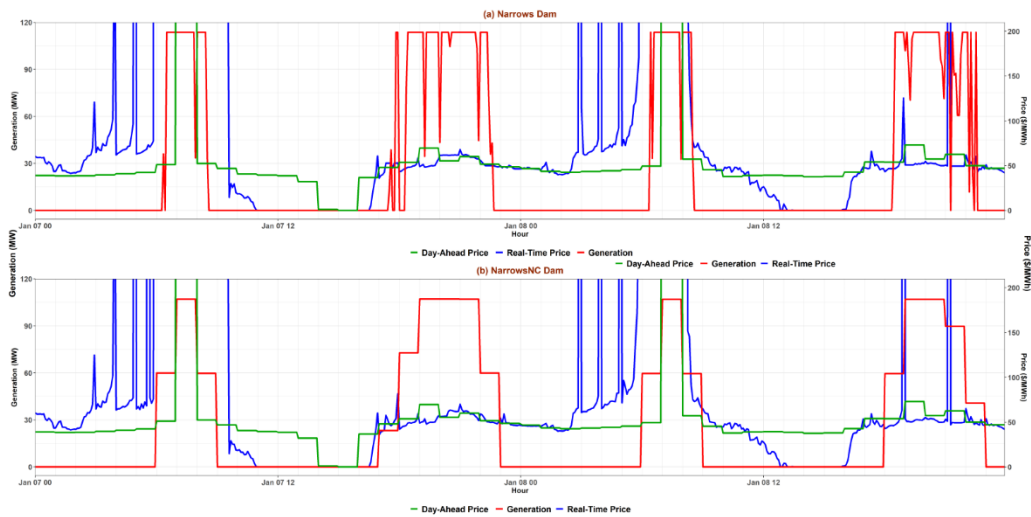 (a) Narrows Dam
120
90
60
30
0
Generation (MW)
200
150
100
50
0
Price ($/MWh)
Jan 07 00
Jan 07 12
Jan 08 00
Jan 08 12
Hour
Day-Ahead Price Real-Time Price Generation
Generation (MW)
Price ($/MWh)
Day-Ahead Price Generation Real-Time Price
(b) NarrowsNC Dam
120
90
60
30
0
Generation (MW)
200
150
100
50
0
Price ($/MWh)
Jan 07 00
Jan 07 12
Jan 08 00
Jan 08 12
Hour
Day-Ahead Price Generation Real-Time Price